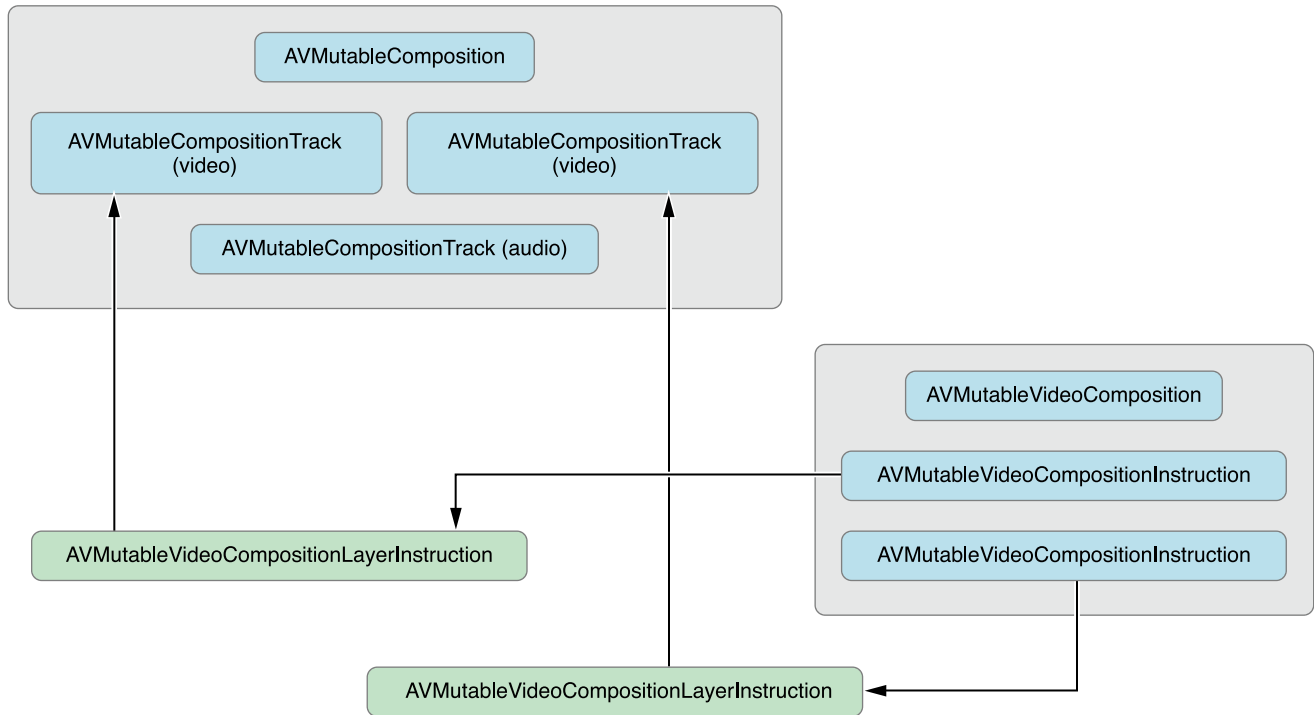 AVMutableComposition
AVMutableCompositionTrack
(video)
AVMutableCompositionTrack
(video)
AVMutableCompositionTrack (audio)
AVMutableVideoComposition
AVMutableVideoCompositionInstruction
AVMutableVideoCompositionLayerInstruction
AVMutableVideoCompositionInstruction
AVMutableVideoCompositionLayerInstruction